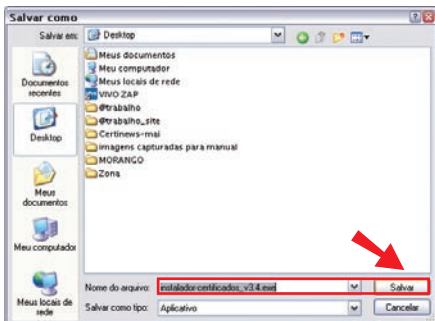 Salvar como
Salvar em:
Desktop
Meus documentos
Meu computador
Meus locais de rede
VIVO ZAP
@trabalho
@trabalho_site
Certinews-mai
imagens capturadas para manual
MORANGO
Zona
Documentos recentes
Desktop
Meus documentos
Meu computador
Meus locais de rede
Nome do arquivo:
instalador-certificados_v3.4.exe
Salvar
Salvar como tipo:
Aplicativo
Cancelar